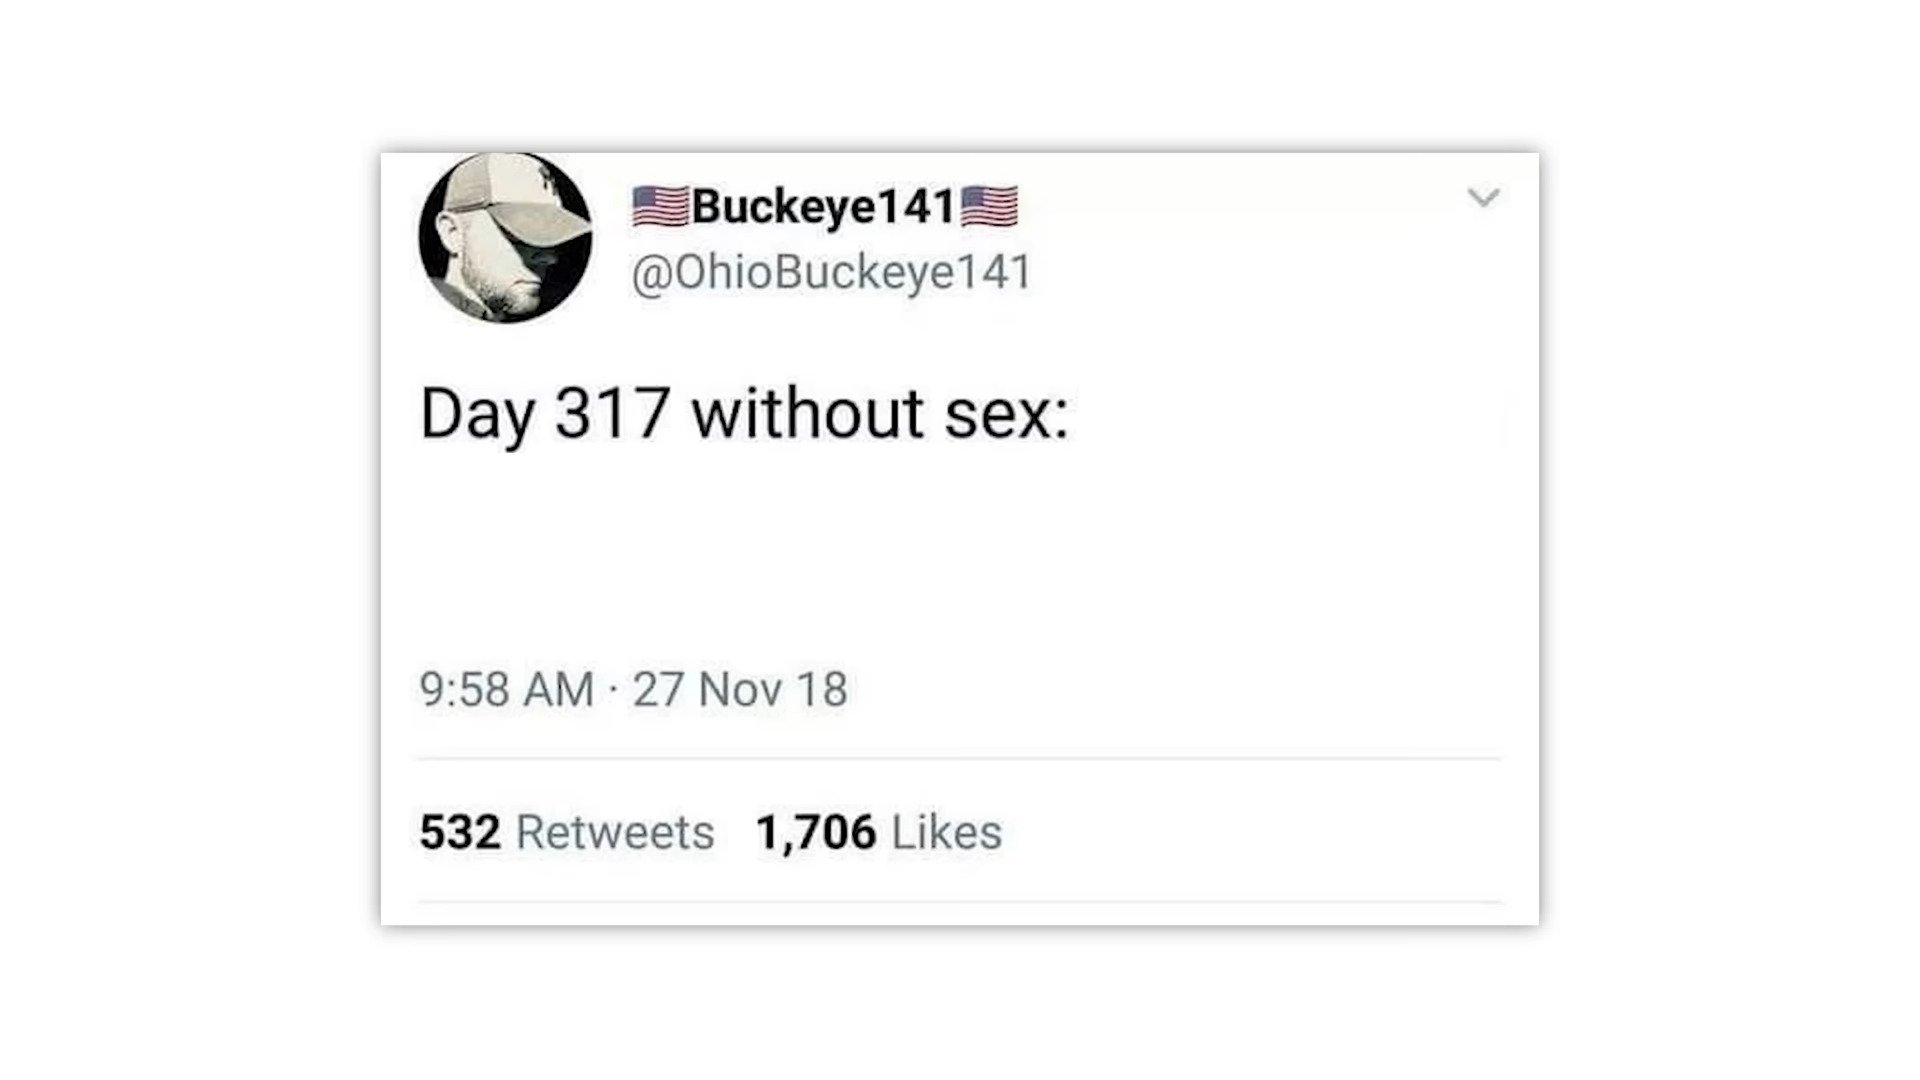 🇺🇸Buckeye141🇺🇸
@OhioBuckeye141
Day 317 without sex:
9:58 AM · 27 Nov 18
532 Retweets 1,706 Likes